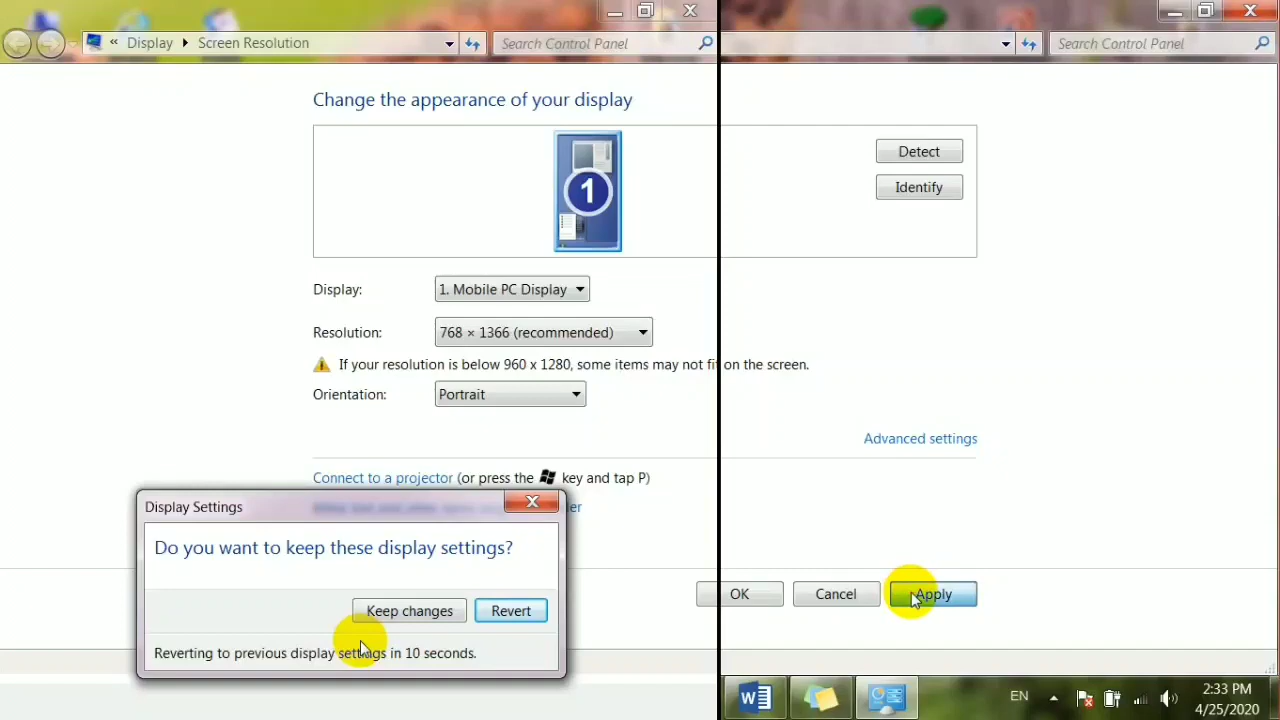 « Display ▸ Screen Resolution
Search Control Panel
Search Control Panel
Change the appearance of your display
1
Detect
Identify
Display: 1. Mobile PC Display
Resolution: 768 × 1366 (recommended)
If your resolution is below 960 x 1280, some items may not fit on the screen.
Orientation: Portrait
Advanced settings
Connect to a projector (or press the key and tap P)
er
Display Settings
Do you want to keep these display settings?
Keep changes Revert
Reverting to previous display settings in 10 seconds.
OK Cancel Apply
W
EN
2:33 PM
4/25/2020